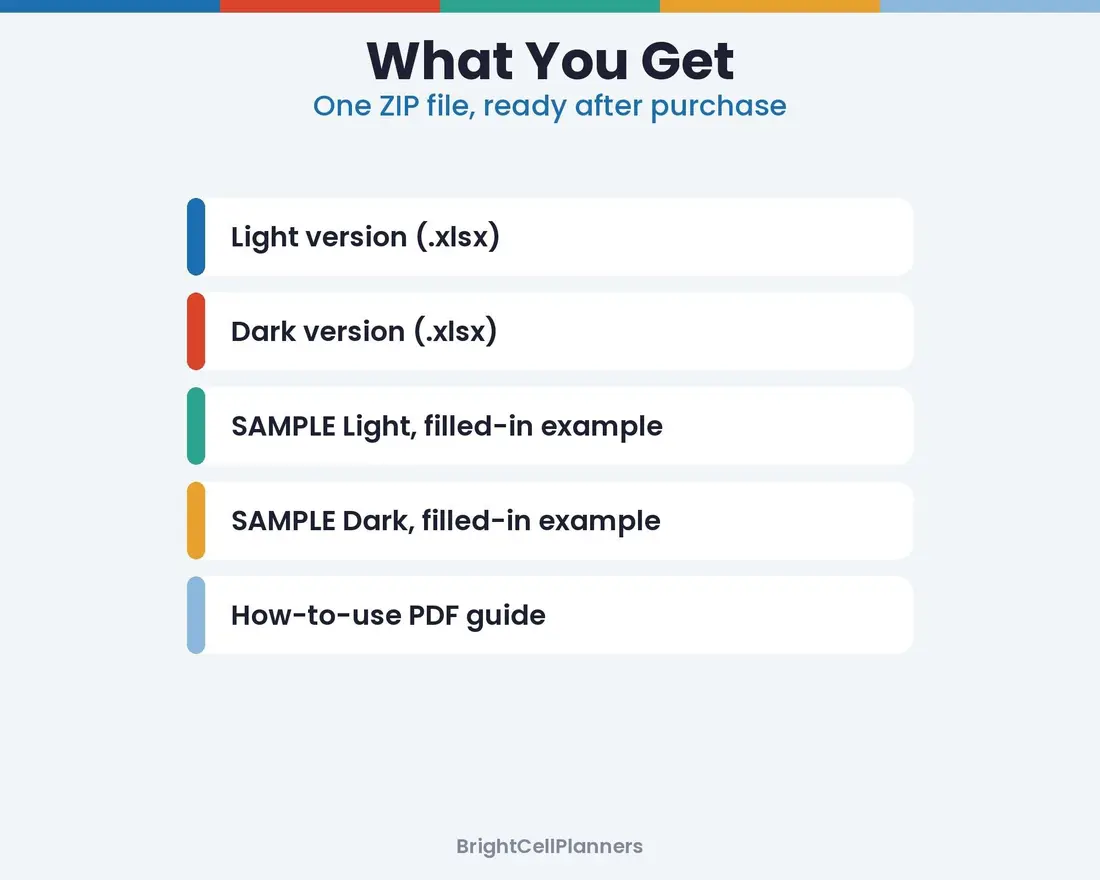 What You Get
One ZIP file, ready after purchase
Light version (.xlsx)
Dark version (.xlsx)
SAMPLE Light, filled-in example
SAMPLE Dark, filled-in example
How-to-use PDF guide
BrightCellPlanners